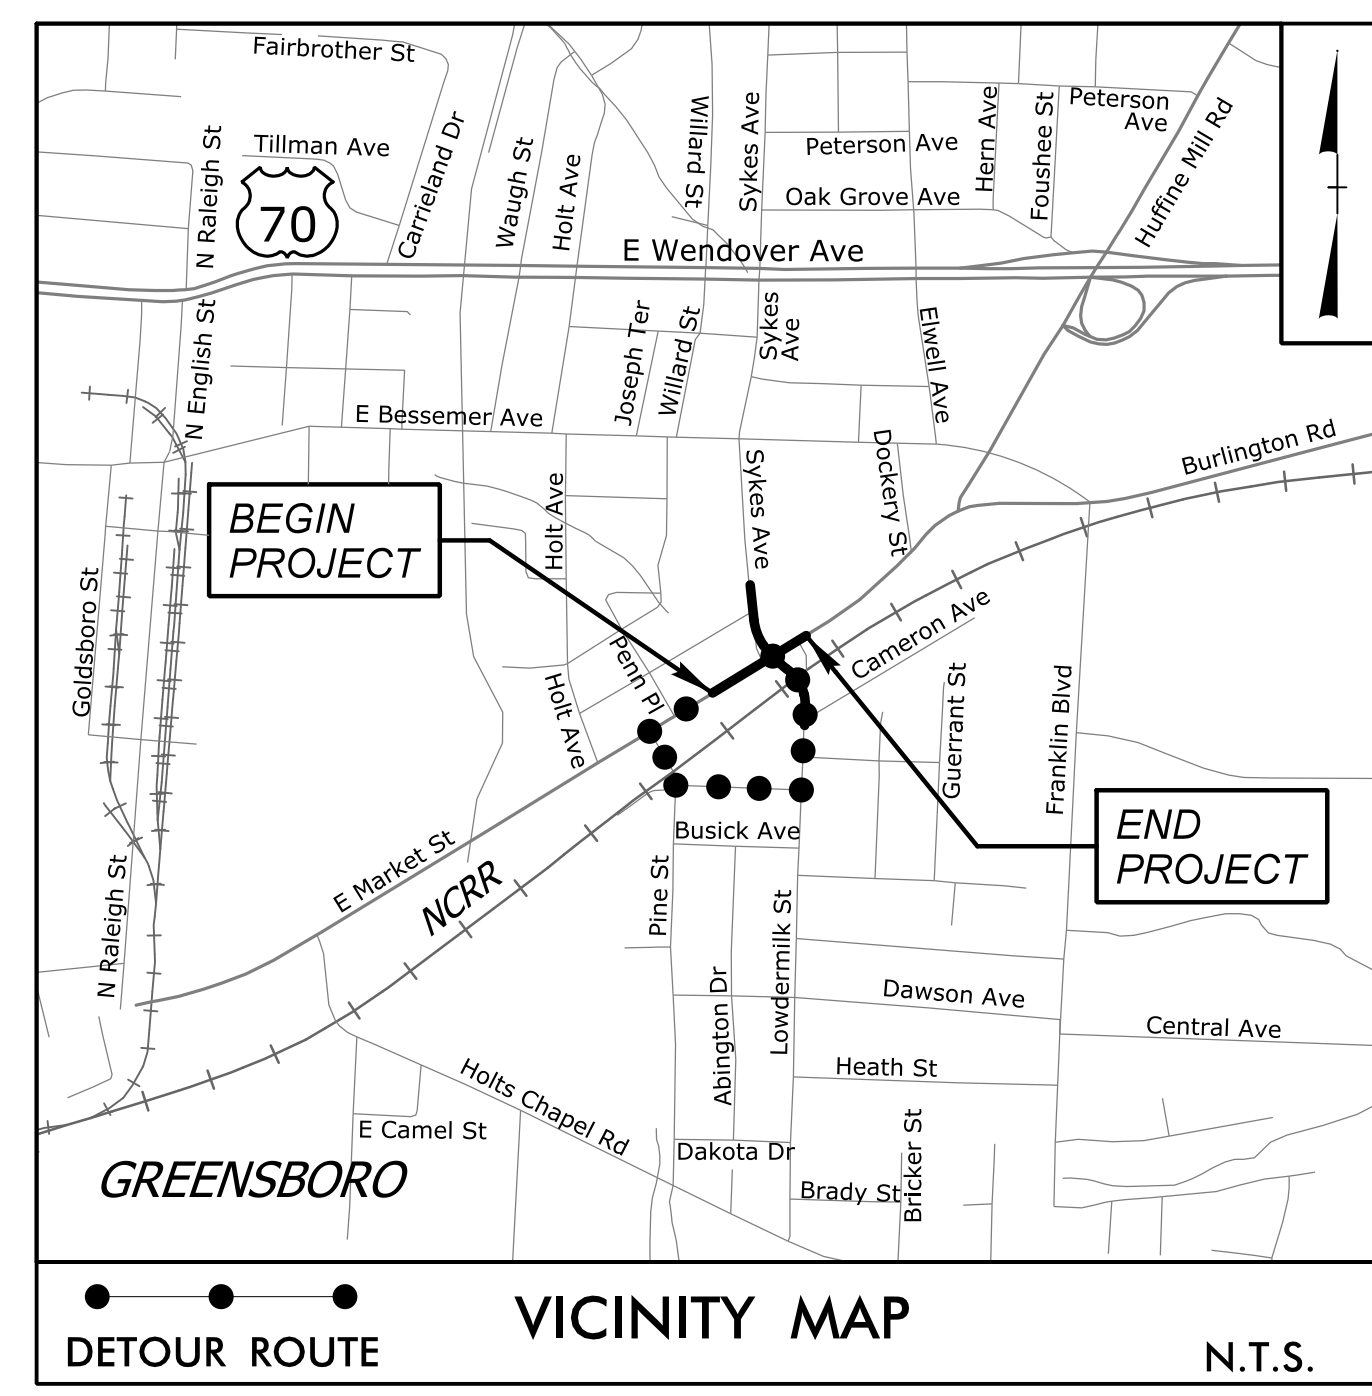 Fairbrother St
Tillman Ave
N Raleigh St
70
Carrieland Dr
Waugh St
Holt Ave
Willard St
Sykes Ave
Peterson Ave
Oak Grove Ave
Hern Ave
Foushee St
Peterson
Ave
Huffine Mill Rd
E Wendover Ave
N English St
Joseph Ter
Willard St
Sykes
Ave
Elwell Ave
E Bessemer Ave
Burlington Rd
Dockery St
Sykes Ave
Holt Ave
BEGIN
PROJECT
Goldsboro St
Penn Pl
Holt Ave
Cameron Ave
Guerrant St
Franklin Blvd
END
PROJECT
Busick Ave
E Market St
NCRR
N Raleigh St
Pine St
Lowdermilk St
Abington Dr
Dawson Ave
Central Ave
Heath St
Holts Chapel Rd
E Camel St
Dakota Dr
Brady St
Bricker St
GREENSBORO
DETOUR ROUTE
VICINITY MAP
N.T.S.